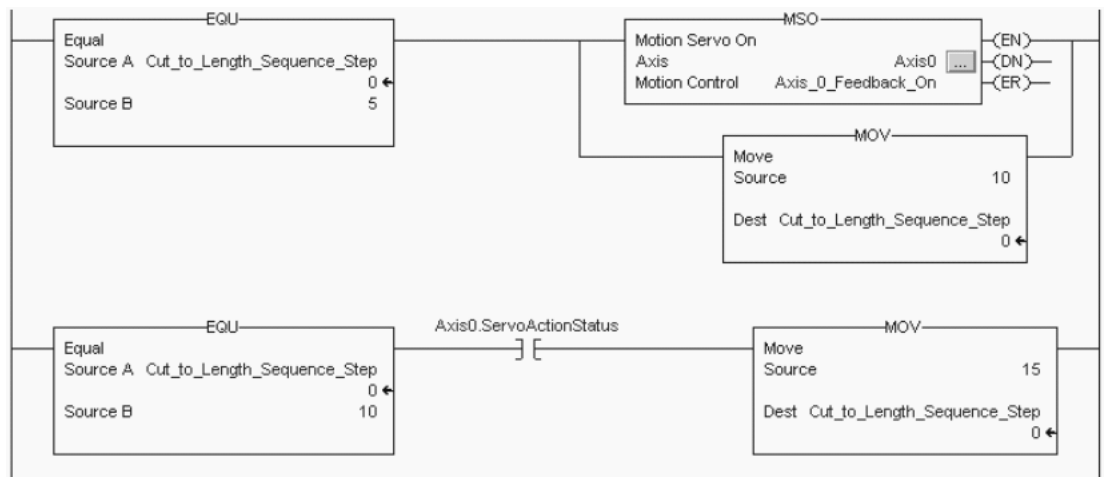 EQU
Equal
Source A Cut_to_Length_Sequence_Step
0
Source B 5
MSO
Motion Servo On
Axis Axis0 ...
Motion Control Axis_0_Feedback_On
(EN)
(DN)
(ER)
MOV
Move
Source 10
Dest Cut_to_Length_Sequence_Step
0
EQU
Equal
Source A Cut_to_Length_Sequence_Step
0
Source B 10
Axis0.ServoActionStatus
MOV
Move
Source 15
Dest Cut_to_Length_Sequence_Step
0